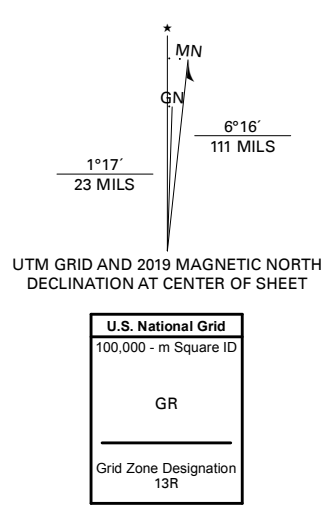 ★
MN
GN
6°16´
111 MILS
1°17´
23 MILS
UTM GRID AND 2019 MAGNETIC NORTH
DECLINATION AT CENTER OF SHEET
U.S. National Grid
100,000 - m Square ID
GR
Grid Zone Designation
13R